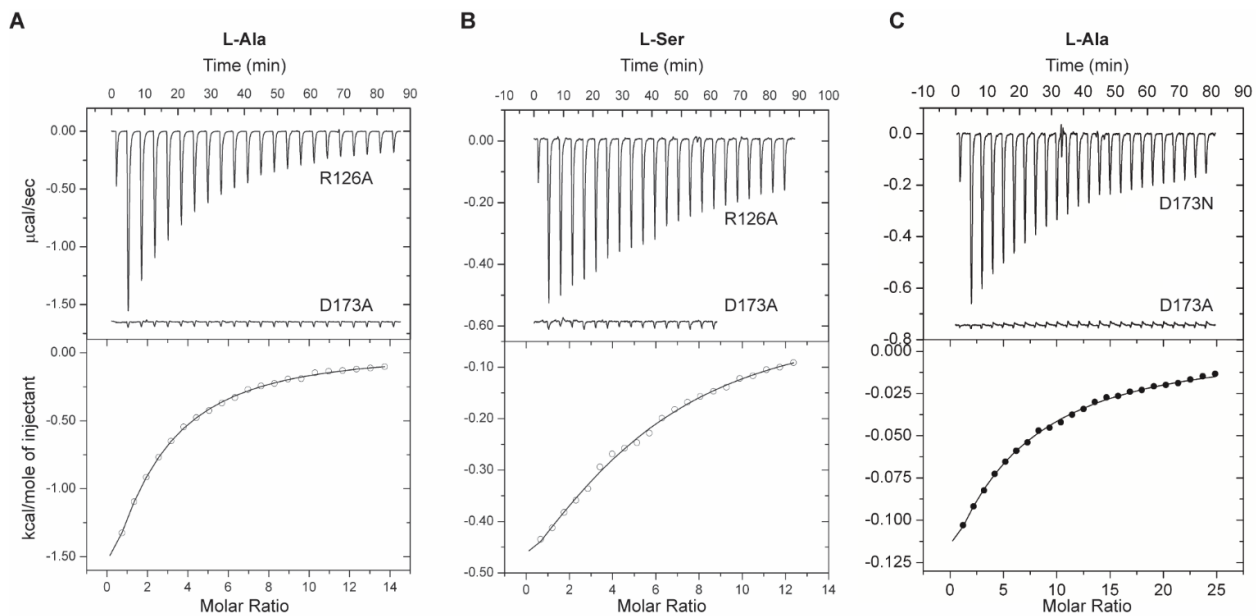 A
L-Ala
Time (min)
0 10 20 30 40 50 60 70 80 90
0.00
-0.50
-1.00
-1.50
µcal/sec
R126A
D173A
0.00
-0.50
-1.00
-1.50
kcal/mole of injectant
0 2 4 6 8 10 12 14
Molar Ratio
B
L-Ser
Time (min)
-10 0 10 20 30 40 50 60 70 80 90 100
0.00
-0.20
-0.40
-0.60
R126A
D173A
-0.10
-0.20
-0.30
-0.40
-0.50
0 2 4 6 8 10 12 14
Molar Ratio
C
L-Ala
Time (min)
-10 0 10 20 30 40 50 60 70 80
0.0
-0.2
-0.4
-0.6
-0.8
D173N
D173A
0.000
-0.025
-0.050
-0.075
-0.100
-0.125
0 5 10 15 20 25
Molar Ratio